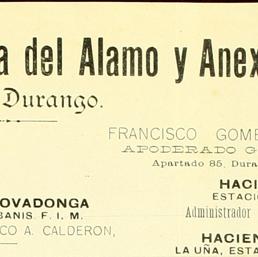 a del Alamo y Anex
Durango.
FRANCISCO GOME
APODERADO G
Apartado 85, Dura
HACI
OVADONGA
ESTACI
BANIS. F. I. M.
Administrador
CO A. CALDERON,
HACIEN
LA UÑA, ESTA